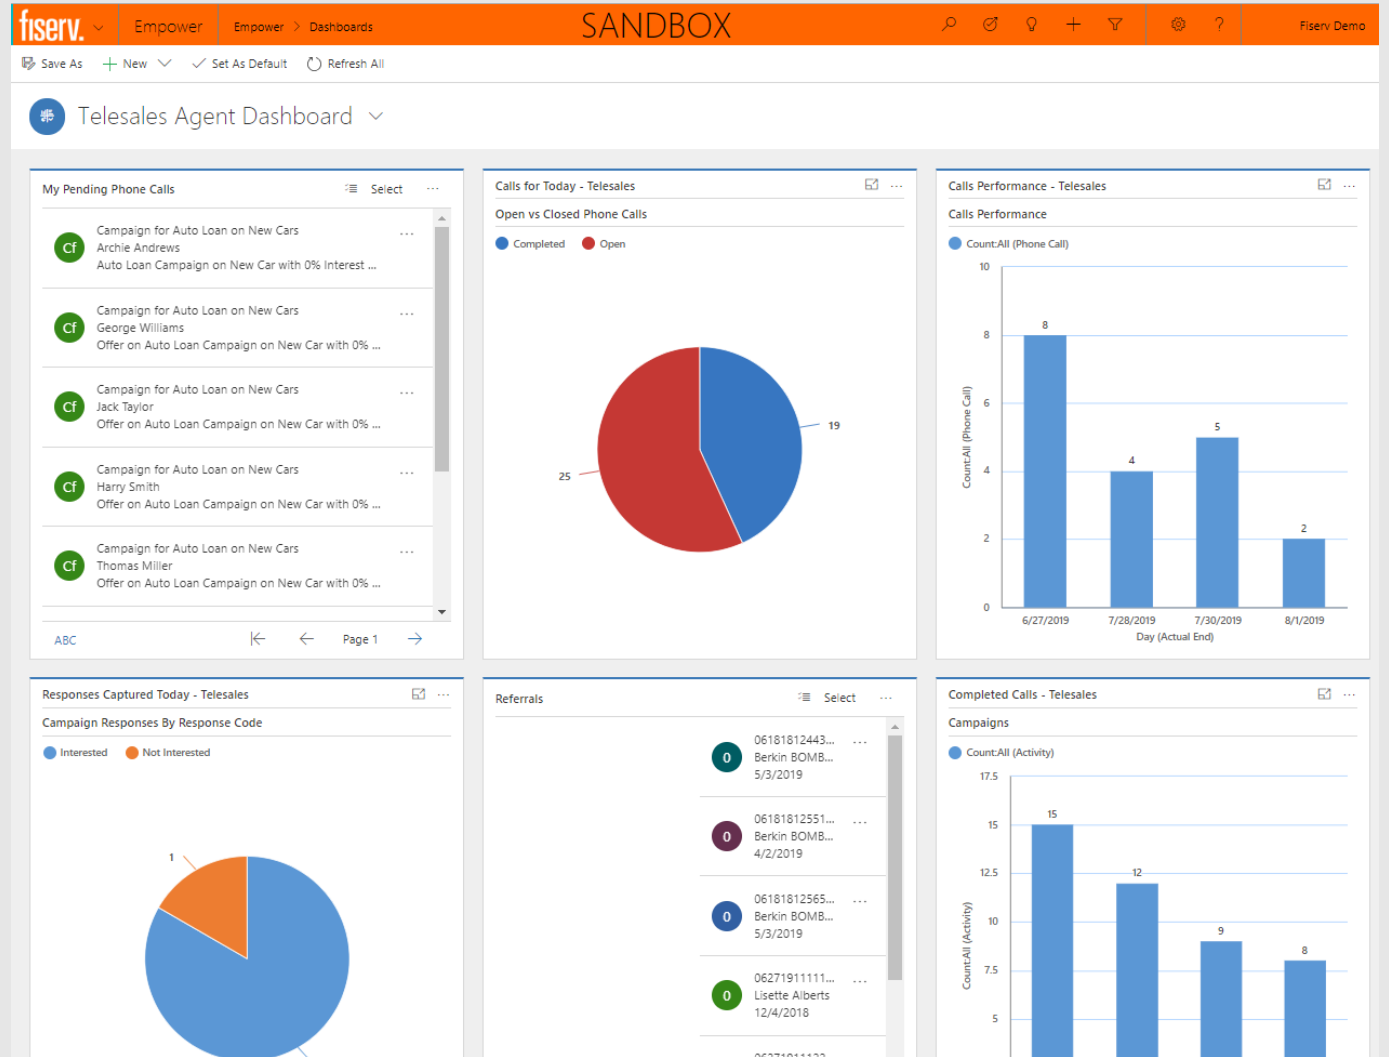 fiserv.
Empower
Empower > Dashboards
SANDBOX
?
Fiserv Demo
Save As
New
Set As Default
Refresh All
Telesales Agent Dashboard
My Pending Phone Calls
Select
...
Cf
Campaign for Auto Loan on New Cars
...
Archie Andrews
Auto Loan Campaign on New Car with 0% Interest ...
Cf
Campaign for Auto Loan on New Cars
...
George Williams
Offer on Auto Loan Campaign on New Car with 0% ...
Cf
Campaign for Auto Loan on New Cars
...
Jack Taylor
Offer on Auto Loan Campaign on New Car with 0% ...
Cf
Campaign for Auto Loan on New Cars
...
Harry Smith
Offer on Auto Loan Campaign on New Car with 0% ...
Cf
Campaign for Auto Loan on New Cars
...
Thomas Miller
Offer on Auto Loan Campaign on New Car with 0% ...
ABC
Page 1
Calls for Today - Telesales
...
Open vs Closed Phone Calls
Completed
Open
19
25
Calls Performance - Telesales
...
Calls Performance
Count:All (Phone Call)
10
8
6
4
2
0
Count:All (Phone Call)
8
4
5
2
6/27/2019
7/28/2019
7/30/2019
8/1/2019
Day (Actual End)
Responses Captured Today - Telesales
...
Campaign Responses By Response Code
Interested
Not Interested
1
Referrals
Select
...
0
06181812443...
...
Berkin BOMB...
5/3/2019
0
06181812551...
...
Berkin BOMB...
4/2/2019
0
06181812565...
...
Berkin BOMB...
5/3/2019
0
06271911111...
...
Lisette Alberts
12/4/2018
Completed Calls - Telesales
...
Campaigns
Count:All (Activity)
17.5
15
12.5
10
7.5
5
Count:All (Activity)
15
12
9
8